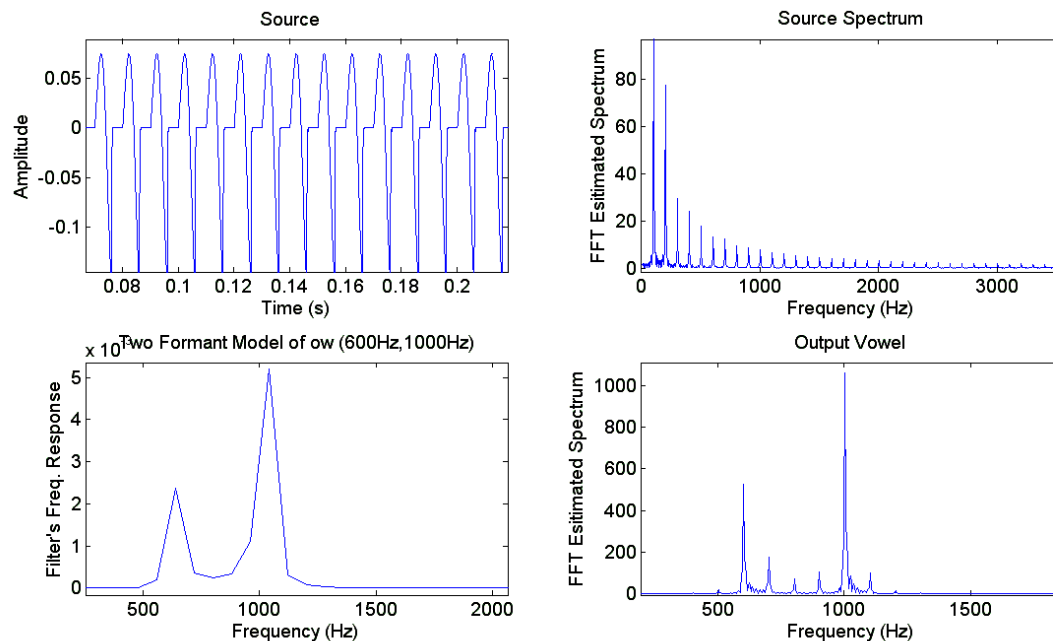 Source
0.05
0
-0.05
-0.1
Amplitude
0.08 0.1 0.12 0.14 0.16 0.18 0.2
Time (s)
Source Spectrum
80
60
40
20
0
FFT Esitimated Spectrum
0 1000 2000 3000
Frequency (Hz)
Two Formant Model of ow (600Hz,1000Hz)
x 10³
5
4
3
2
1
0
Filter's Freq. Response
500 1000 1500 2000
Frequency (Hz)
Output Vowel
1000
800
600
400
200
0
FFT Esitimated Spectrum
500 1000 1500
Frequency (Hz)